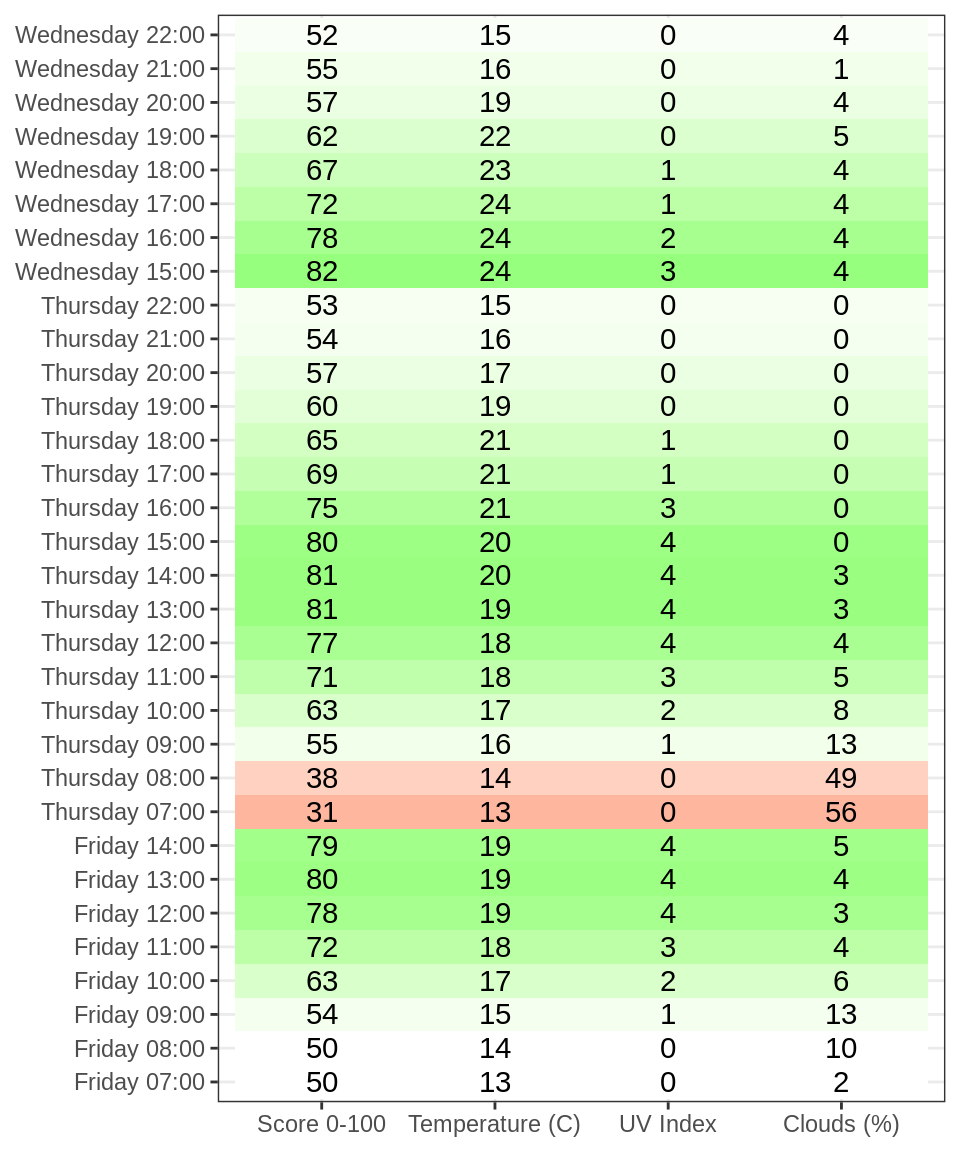 Wednesday 22:00 52 15 0 4
Wednesday 21:00 55 16 0 1
Wednesday 20:00 57 19 0 4
Wednesday 19:00 62 22 0 5
Wednesday 18:00 67 23 1 4
Wednesday 17:00 72 24 1 4
Wednesday 16:00 78 24 2 4
Wednesday 15:00 82 24 3 4
Thursday 22:00 53 15 0 0
Thursday 21:00 54 16 0 0
Thursday 20:00 57 17 0 0
Thursday 19:00 60 19 0 0
Thursday 18:00 65 21 1 0
Thursday 17:00 69 21 1 0
Thursday 16:00 75 21 3 0
Thursday 15:00 80 20 4 0
Thursday 14:00 81 20 4 3
Thursday 13:00 81 19 4 3
Thursday 12:00 77 18 4 4
Thursday 11:00 71 18 3 5
Thursday 10:00 63 17 2 8
Thursday 09:00 55 16 1 13
Thursday 08:00 38 14 0 49
Thursday 07:00 31 13 0 56
Friday 14:00 79 19 4 5
Friday 13:00 80 19 4 4
Friday 12:00 78 19 4 3
Friday 11:00 72 18 3 4
Friday 10:00 63 17 2 6
Friday 09:00 54 15 1 13
Friday 08:00 50 14 0 10
Friday 07:00 50 13 0 2
Score 0-100 Temperature (C) UV Index Clouds (%)